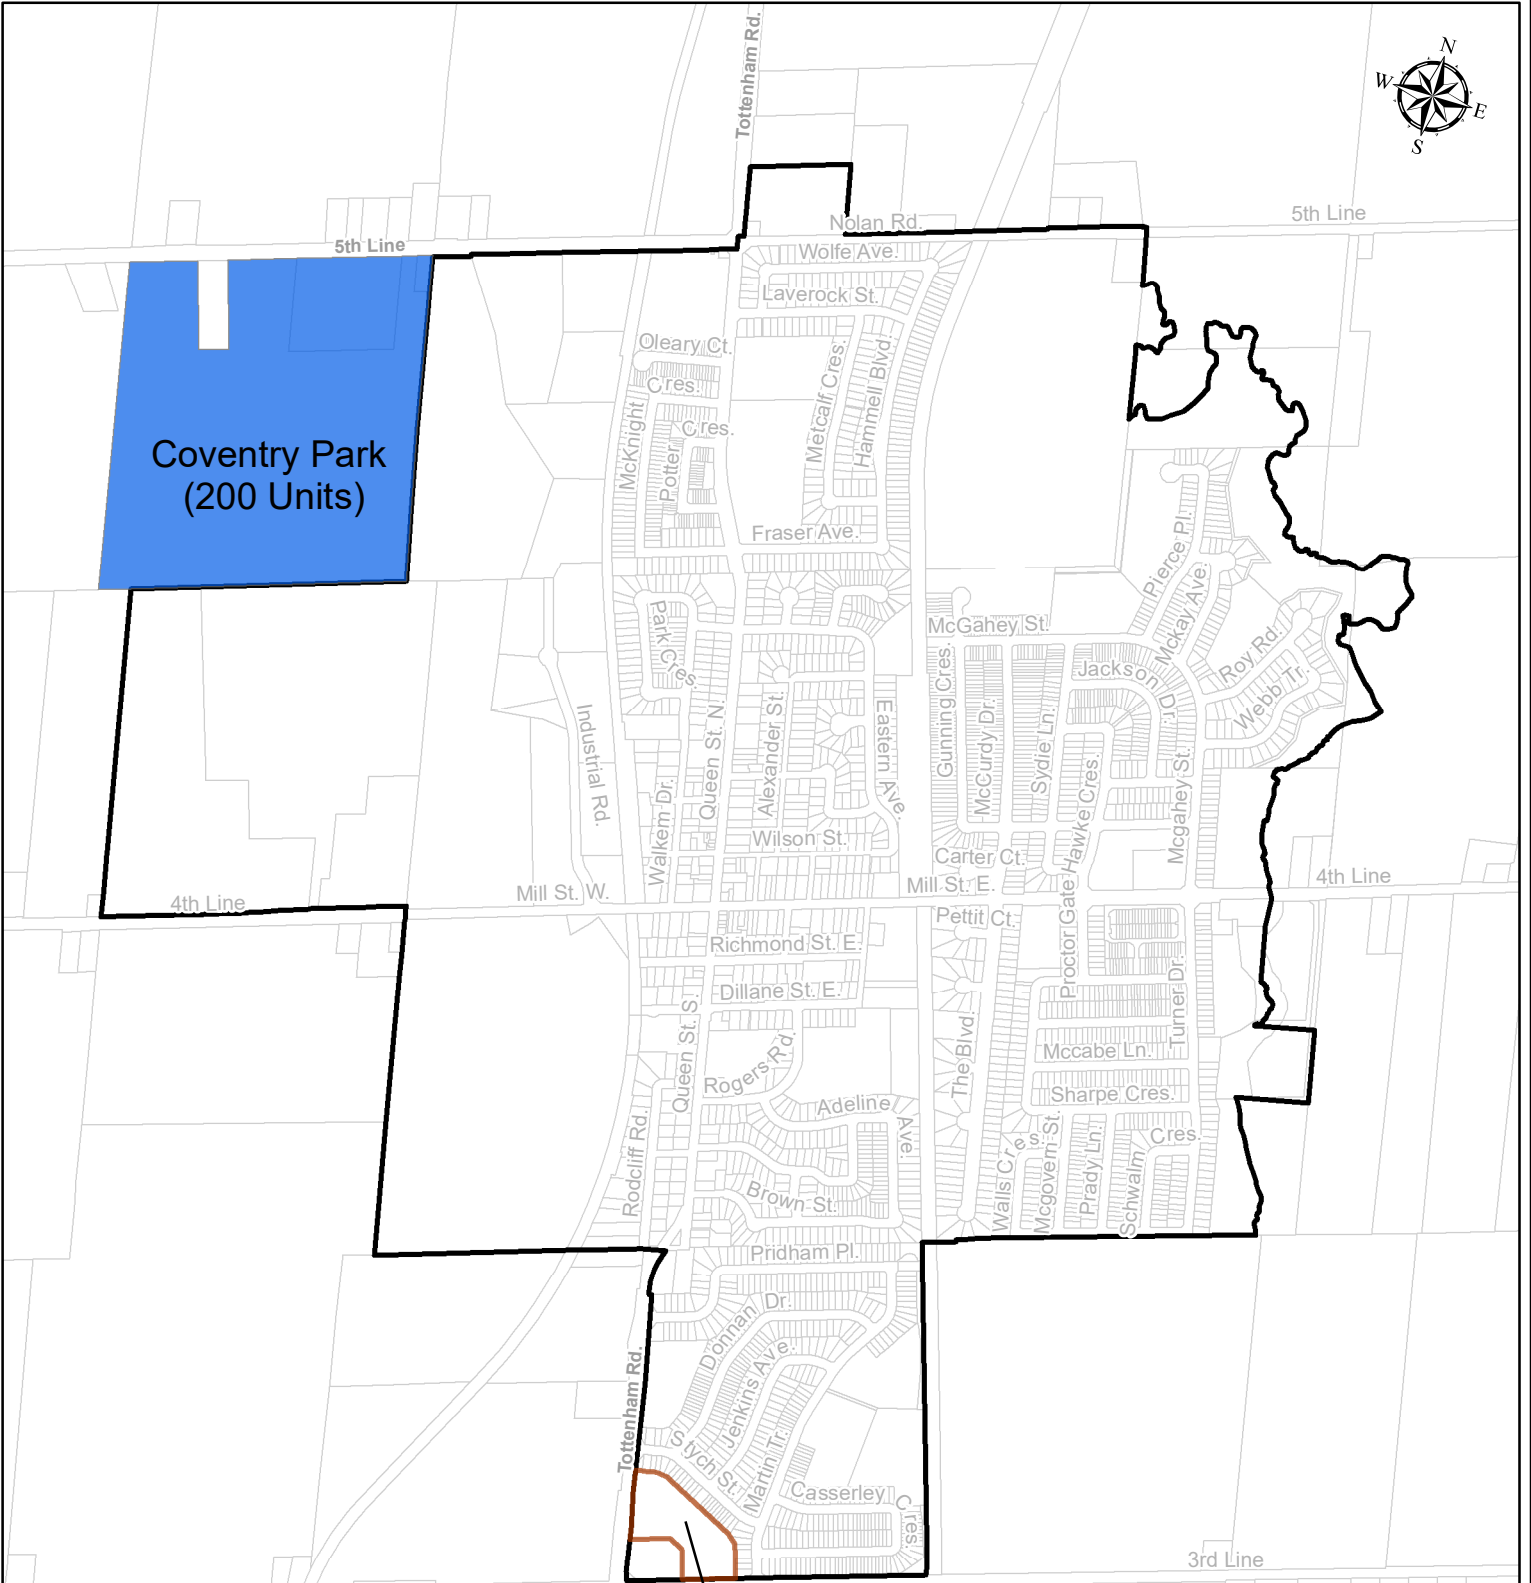 Tottenham Rd.
N
W
E
S
Nolan Rd.
5th Line
5th Line
Wolfe Ave.
Laverock St.
Oleary Ct.
Cres.
McKnight
Cres.
Potter
Metcalf Cres.
Hammell Blvd.
Coventry Park
(200 Units)
Fraser Ave.
Pierce Pl.
Mckay Ave.
Park Cres.
McGahey St.
Roy Rd.
Webb Tr.
Jackson Dr.
Industrial Rd.
Queen St. N.
Alexander St.
Eastern Ave.
Gunning Cres.
McCurdy Dr.
Sydie Ln.
Hawke Cres.
Mcgahey St.
Walkem Dr.
Wilson St.
Carter Ct.
Mill St. W.
Mill St. E.
4th Line
4th Line
Pettit Ct.
Proctor Gate
Richmond St. E.
Dillane St. E.
Queen St. S.
Turner Dr.
The Blvd.
Rogers Rd.
Mccabe Ln.
Adeline Ave.
Sharpe Cres.
Rodcliff Rd.
Walls Cres.
Mcgovern St.
Prady Ln.
Schwalm Cres.
Brown St.
Pridham Pl.
Donnan Dr.
Jenkins Ave.
Tottenham Rd.
Stych St.
Martin Tr.
Casserley Cres.
3rd Line